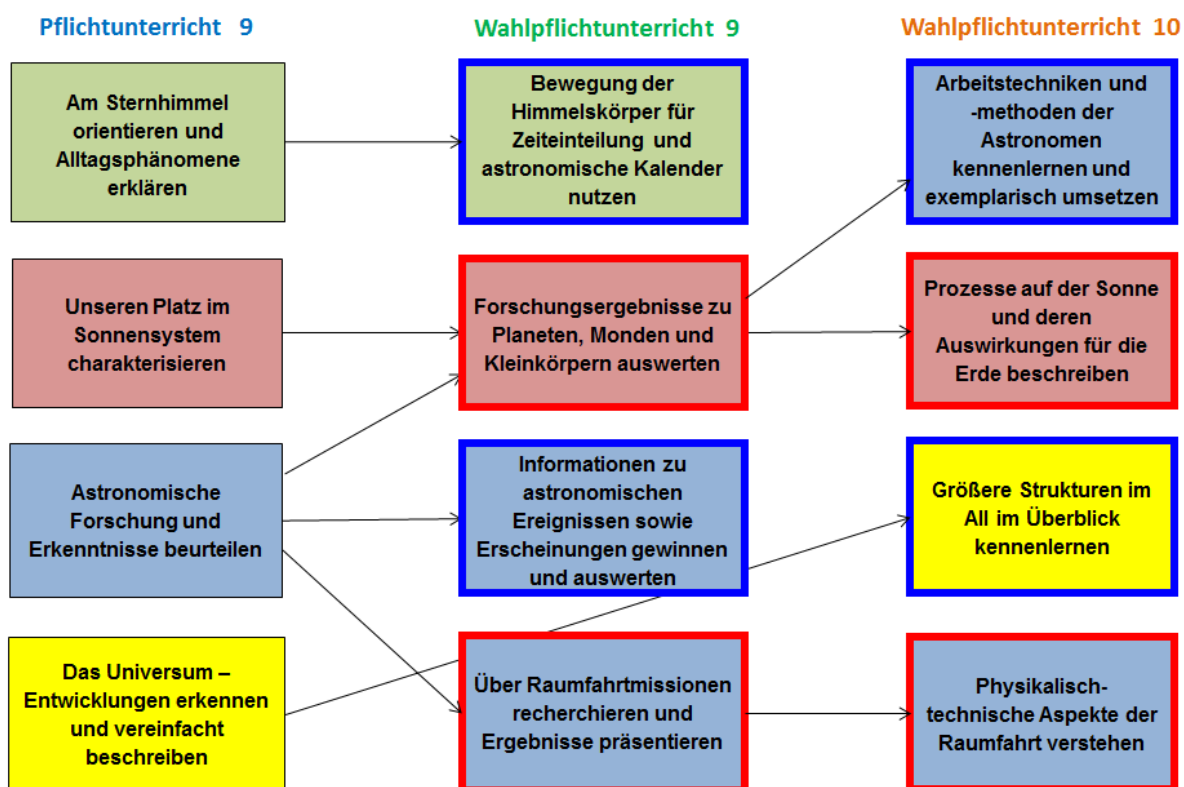 Pflichtunterricht 9
Wahlpflichtunterricht 9
Wahlpflichtunterricht 10
Am Sternhimmel
orientieren und
Alltagsphänomene
erklären
Bewegung der
Himmelskörper für
Zeiteinteilung und
astronomische Kalender
nutzen
Arbeitstechniken und
-methoden der
Astronomen
kennenlernen und
exemplarisch umsetzen
Unseren Platz im
Sonnensystem
charakterisieren
Forschungsergebnisse zu
Planeten, Monden und
Kleinkörpern auswerten
Prozesse auf der Sonne
und deren
Auswirkungen für die
Erde beschreiben
Astronomische
Forschung und
Erkenntnisse beurteilen
Informationen zu
astronomischen
Ereignissen sowie
Erscheinungen gewinnen
und auswerten
Größere Strukturen im
All im Überblick
kennenlernen
Das Universum –
Entwicklungen erkennen
und vereinfacht
beschreiben
Über Raumfahrtmissionen
recherchieren und
Ergebnisse präsentieren
Physikalisch-
technische Aspekte der
Raumfahrt verstehen